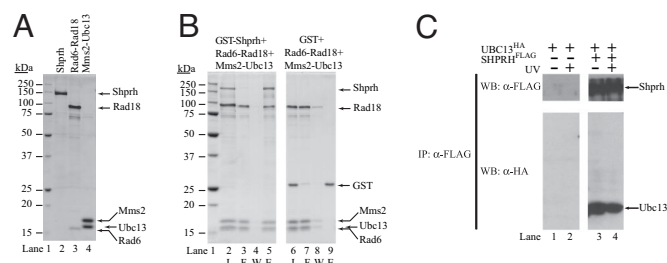 A
Shprh
Rad6-Rad18
Mms2-Ubc13
kDa
250
150
100
75
50
37
25
20
15
Shprh
Rad18
Mms2
Ubc13
Rad6
Lane 1 2 3 4
B
GST-Shprh+
Rad6-Rad18+
Mms2-Ubc13
GST+
Rad6-Rad18+
Mms2-Ubc13
kDa
250
150
100
75
50
37
25
20
15
Shprh
Rad18
GST
Mms2
Ubc13
Rad6
Lane 1 2 3 4 5 6 7 8 9
I F W E I F W E
C
UBC13HA + + + +
SHPRHFLAG - - + +
UV - + - +
WB: α-FLAG
Shprh
IP: α-FLAG
WB: α-HA
Ubc13
Lane 1 2 3 4